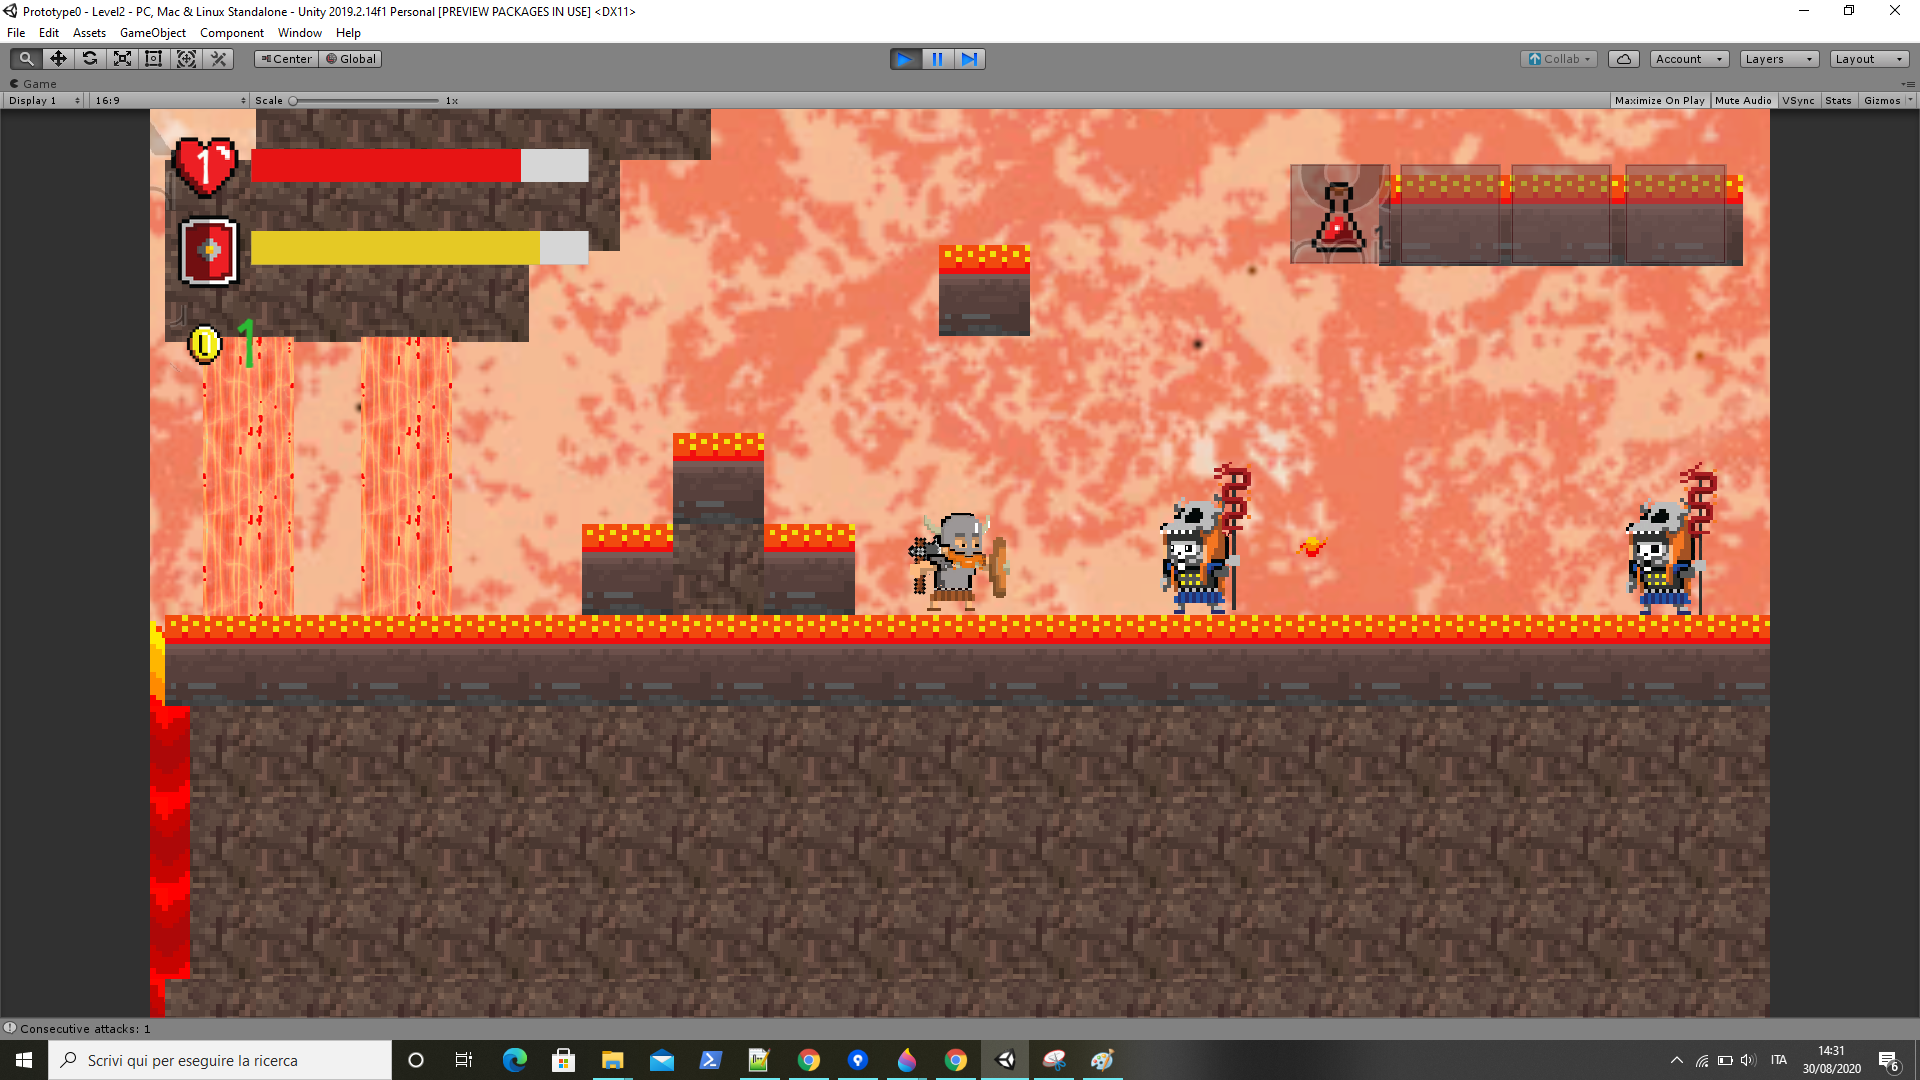 Prototype0 - Level2 - PC, Mac & Linux Standalone - Unity 2019.2.14f1 Personal [PREVIEW PACKAGES IN USE] <DX11>
File Edit Assets GameObject Component Window Help
Center Global Collab Account Layers Layout
Game
Display 1 16:9 Scale 1x Maximize On Play Mute Audio VSync Stats Gizmos
1
1
1
Consecutive attacks: 1
Scrivi qui per eseguire la ricerca
ITA
14:31
30/08/2020
6